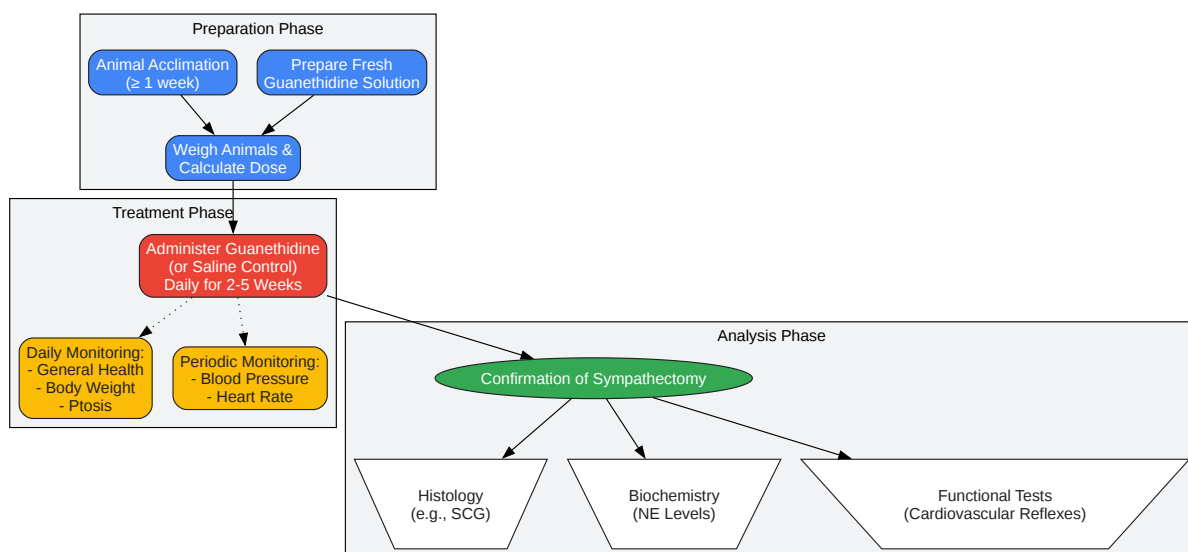 Preparation Phase
Animal Acclimation
(≥ 1 week)
Prepare Fresh
Guanethidine Solution
Weigh Animals &
Calculate Dose
Treatment Phase
Administer Guanethidine
(or Saline Control)
Daily for 2-5 Weeks
Daily Monitoring:
- General Health
- Body Weight
- Ptosis
Periodic Monitoring:
- Blood Pressure
- Heart Rate
Analysis Phase
Confirmation of Sympathectomy
Histology
(e.g., SCG)
Biochemistry
(NE Levels)
Functional Tests
(Cardiovascular Reflexes)